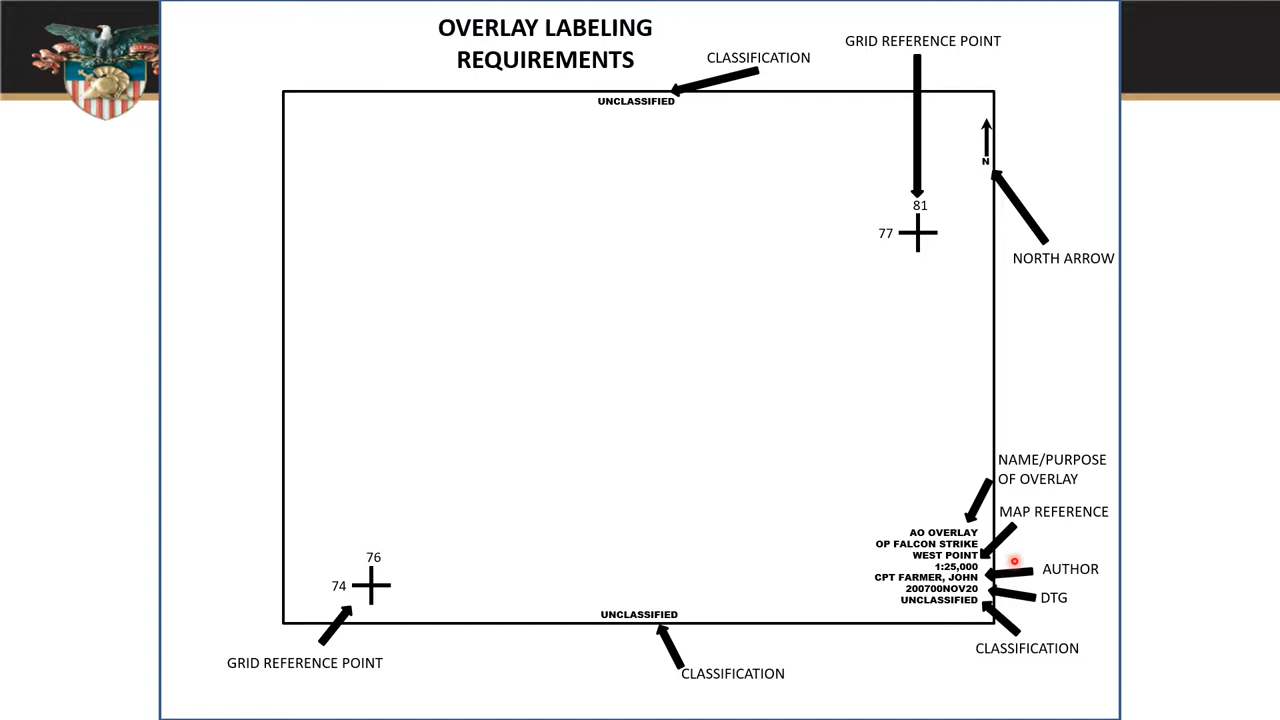 OVERLAY LABELING
REQUIREMENTS
GRID REFERENCE POINT
CLASSIFICATION
UNCLASSIFIED
N
81
77
NORTH ARROW
NAME/PURPOSE
OF OVERLAY
MAP REFERENCE
AO OVERLAY
OP FALCON STRIKE
WEST POINT
1:25,000
CPT FARMER, JOHN
200700NOV20
UNCLASSIFIED
AUTHOR
DTG
CLASSIFICATION
76
74
UNCLASSIFIED
GRID REFERENCE POINT
CLASSIFICATION